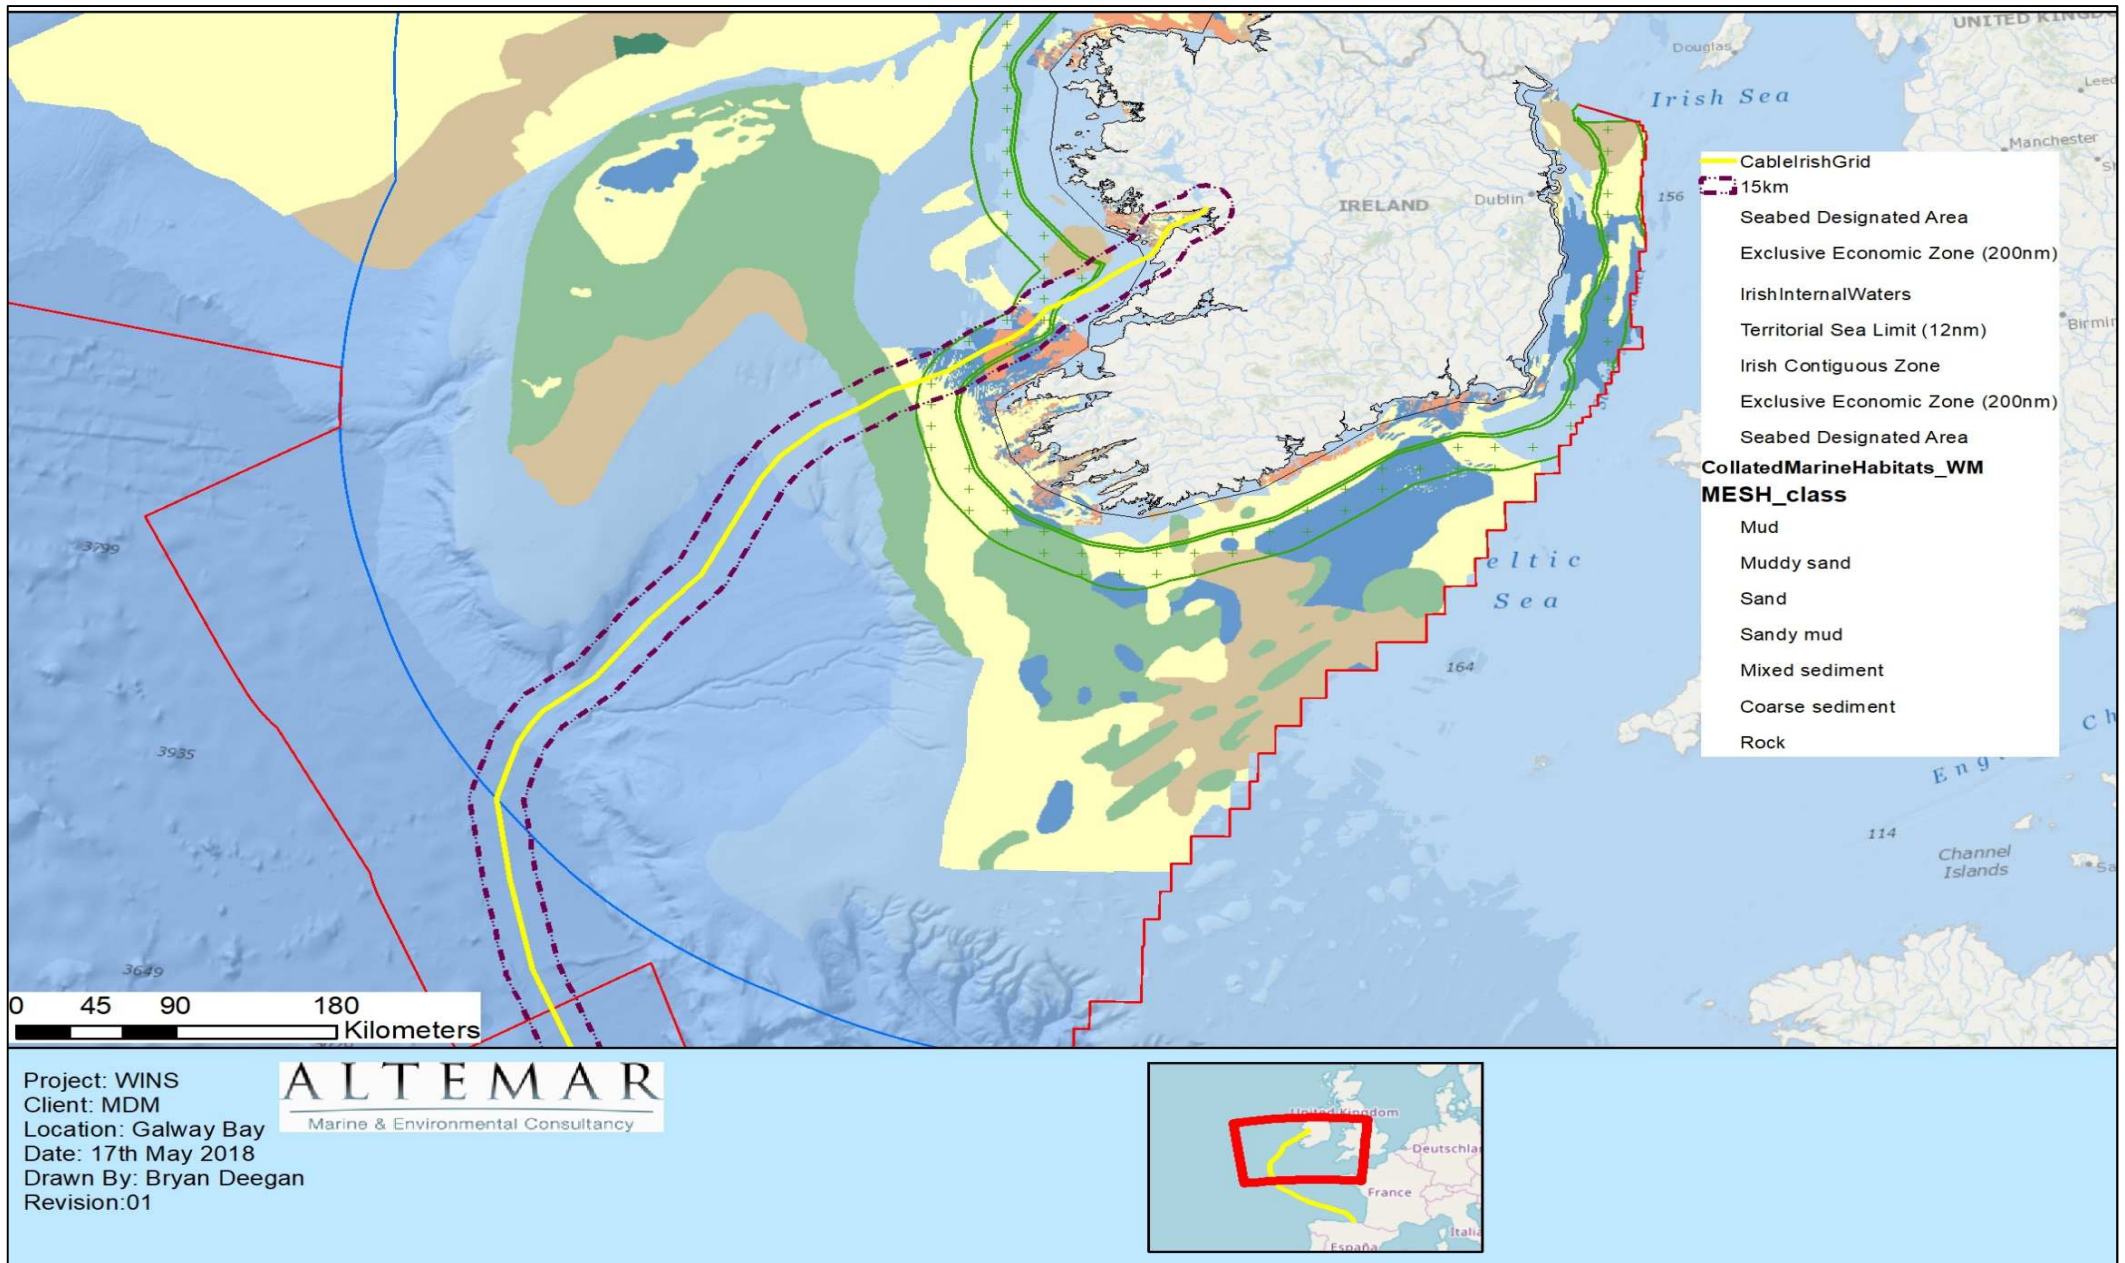 UNITED KINGDO
Douglas
Leed
Irish Sea
Manchester
CableIrishGrid
15km
156
IRELAND
Dublin
Seabed Designated Area
Exclusive Economic Zone (200nm)
IrishInternalWaters
Territorial Sea Limit (12nm)
Birmin
Irish Contiguous Zone
Exclusive Economic Zone (200nm)
Seabed Designated Area
CollatedMarineHabitats_WM
MESH_class
Mud
Muddy sand
Sand
Sandy mud
Mixed sediment
Coarse sediment
Rock
3799
eltic
Sea
164
3935
Ch
Eng
114
Channel
Islands
Sa
3649
0 45 90 180
Kilometers
Project: WINS
Client: MDM
Location: Galway Bay
Date: 17th May 2018
Drawn By: Bryan Deegan
Revision:01
ALTEMAR
Marine & Environmental Consultancy
United Kingdom
Deutschla
France
Italia
España